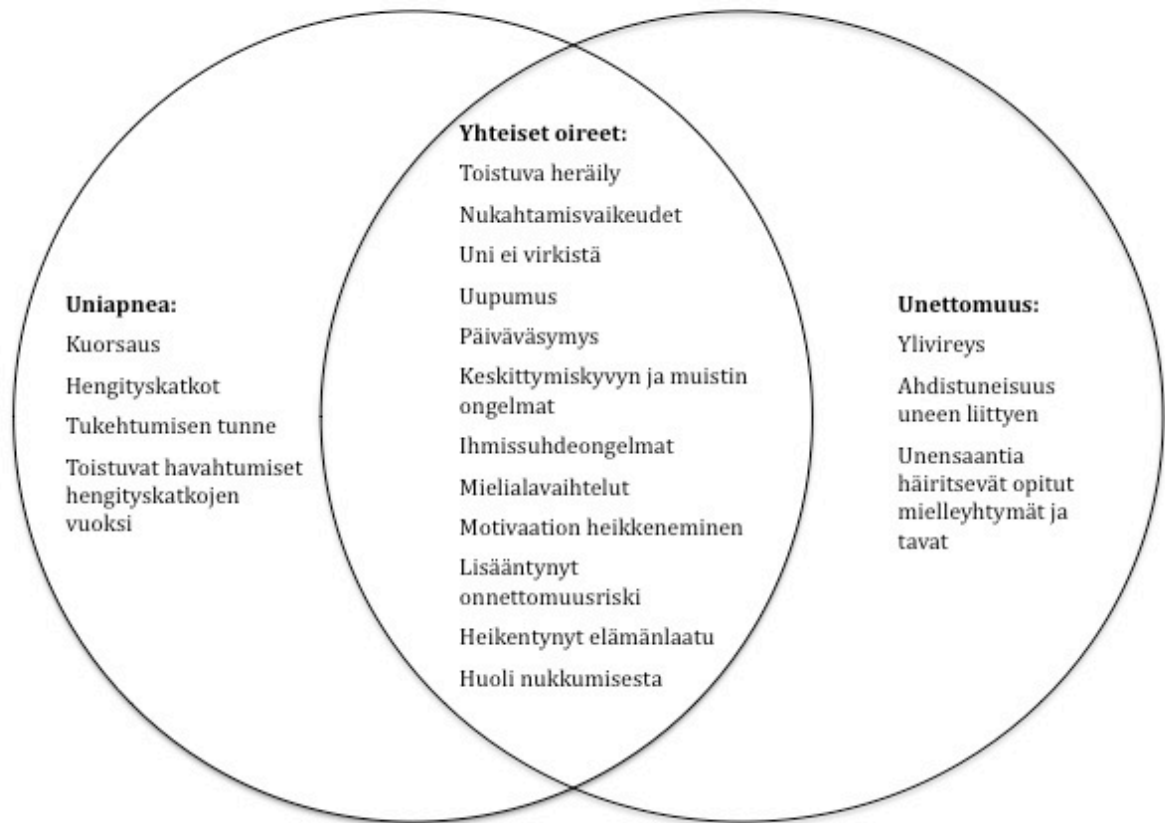 Uniapnea:
Kuorsaus
Hengityskatkot
Tukehtumisen tunne
Toistuvat havahtumiset
hengityskatkojen
vuoksi
Yhteiset oireet:
Toistuva heräily
Nukahtamisvaikeudet
Uni ei virkistä
Uupumus
Päiväväsymys
Keskittymiskyvyn ja muistin
ongelmat
Ihmissuhdeongelmat
Mielialavaihtelut
Motivaation heikkeneminen
Lisääntynyt
onnettomuusriski
Heikentynyt elämänlaatu
Huoli nukkumisesta
Unettomuus:
Ylivireys
Ahdistuneisuus
uneen liittyen
Unensaantia
häiritsevät opitut
mielleyhtymät ja
tavat